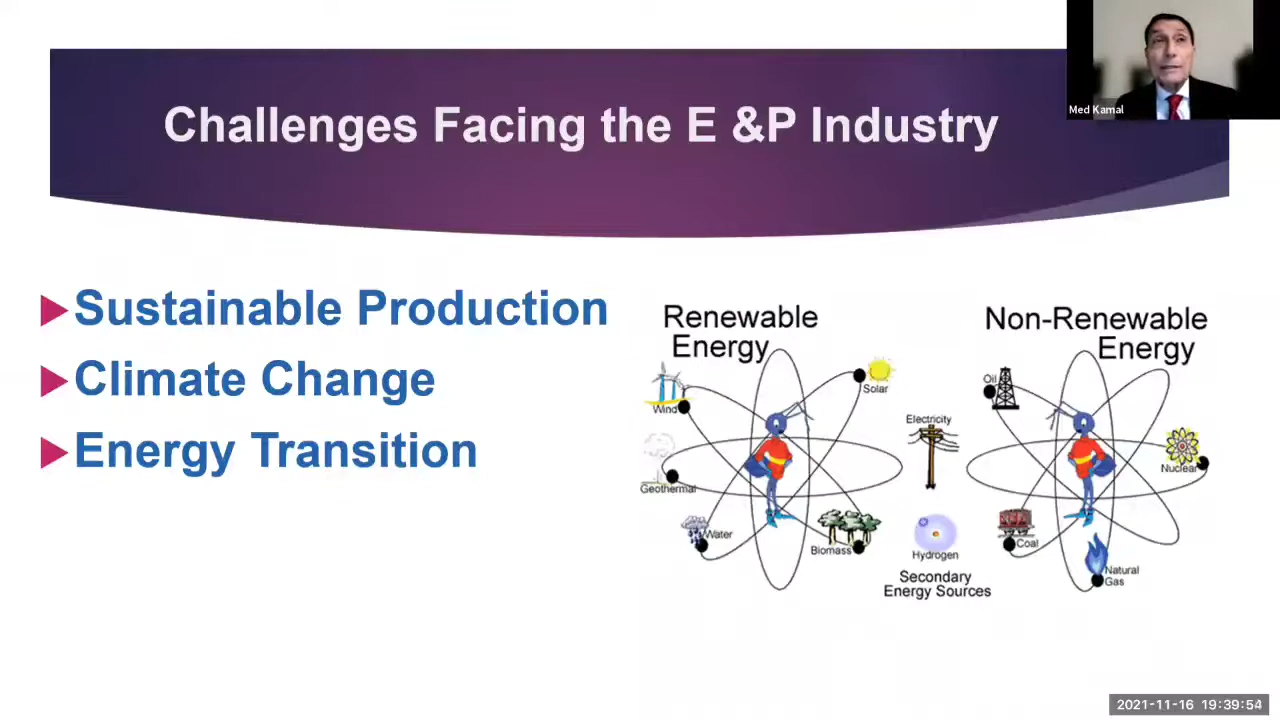 Med Kamal
Challenges Facing the E &P Industry
Sustainable Production
Climate Change
Energy Transition
Renewable
Energy
Wind
Solar
Geothermal
Water
Biomass
Electricity
Hydrogen
Secondary
Energy Sources
Non-Renewable
Energy
Oil
Nuclear
Coal
Natural
Gas
2021-11-16 19:39:54